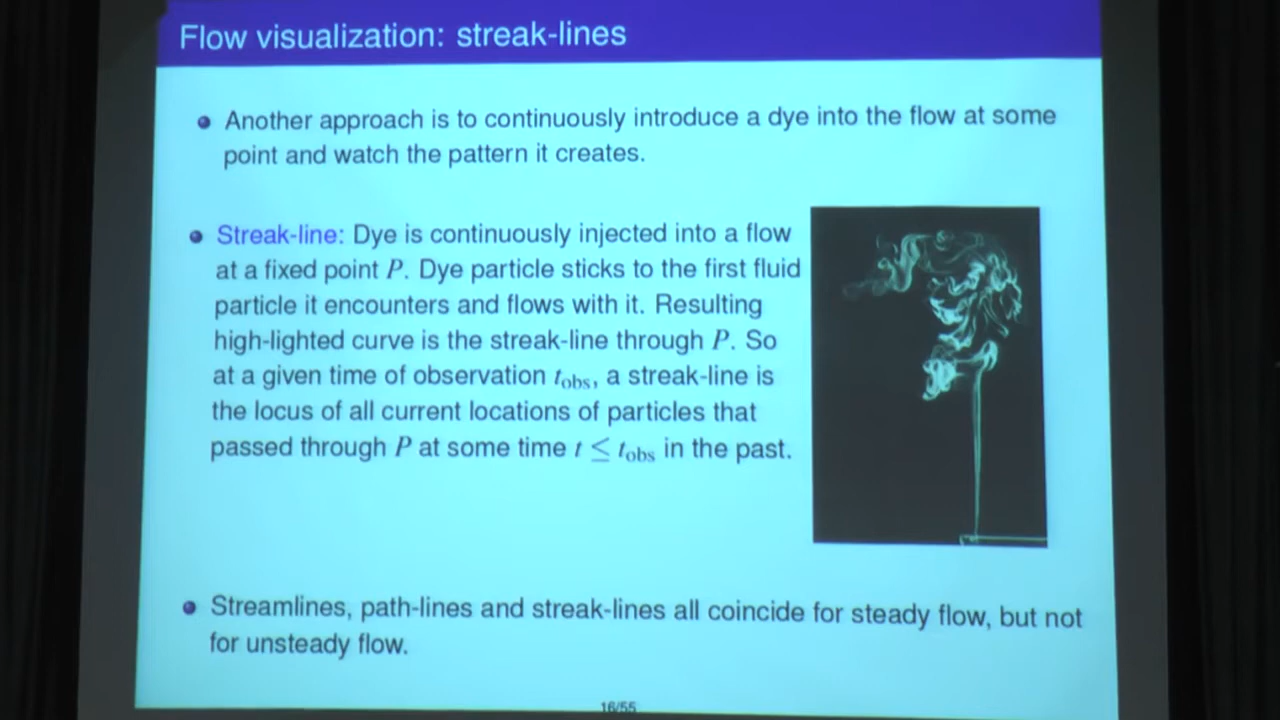 Flow visualization: streak-lines
Another approach is to continuously introduce a dye into the flow at some
point and watch the pattern it creates.
Streak-line: Dye is continuously injected into a flow
at a fixed point P. Dye particle sticks to the first fluid
particle it encounters and flows with it. Resulting
high-lighted curve is the streak-line through P. So
at a given time of observation t_obs, a streak-line is
the locus of all current locations of particles that
passed through P at some time t ≤ t_obs in the past.
Streamlines, path-lines and streak-lines all coincide for steady flow, but not
for unsteady flow.
16/55